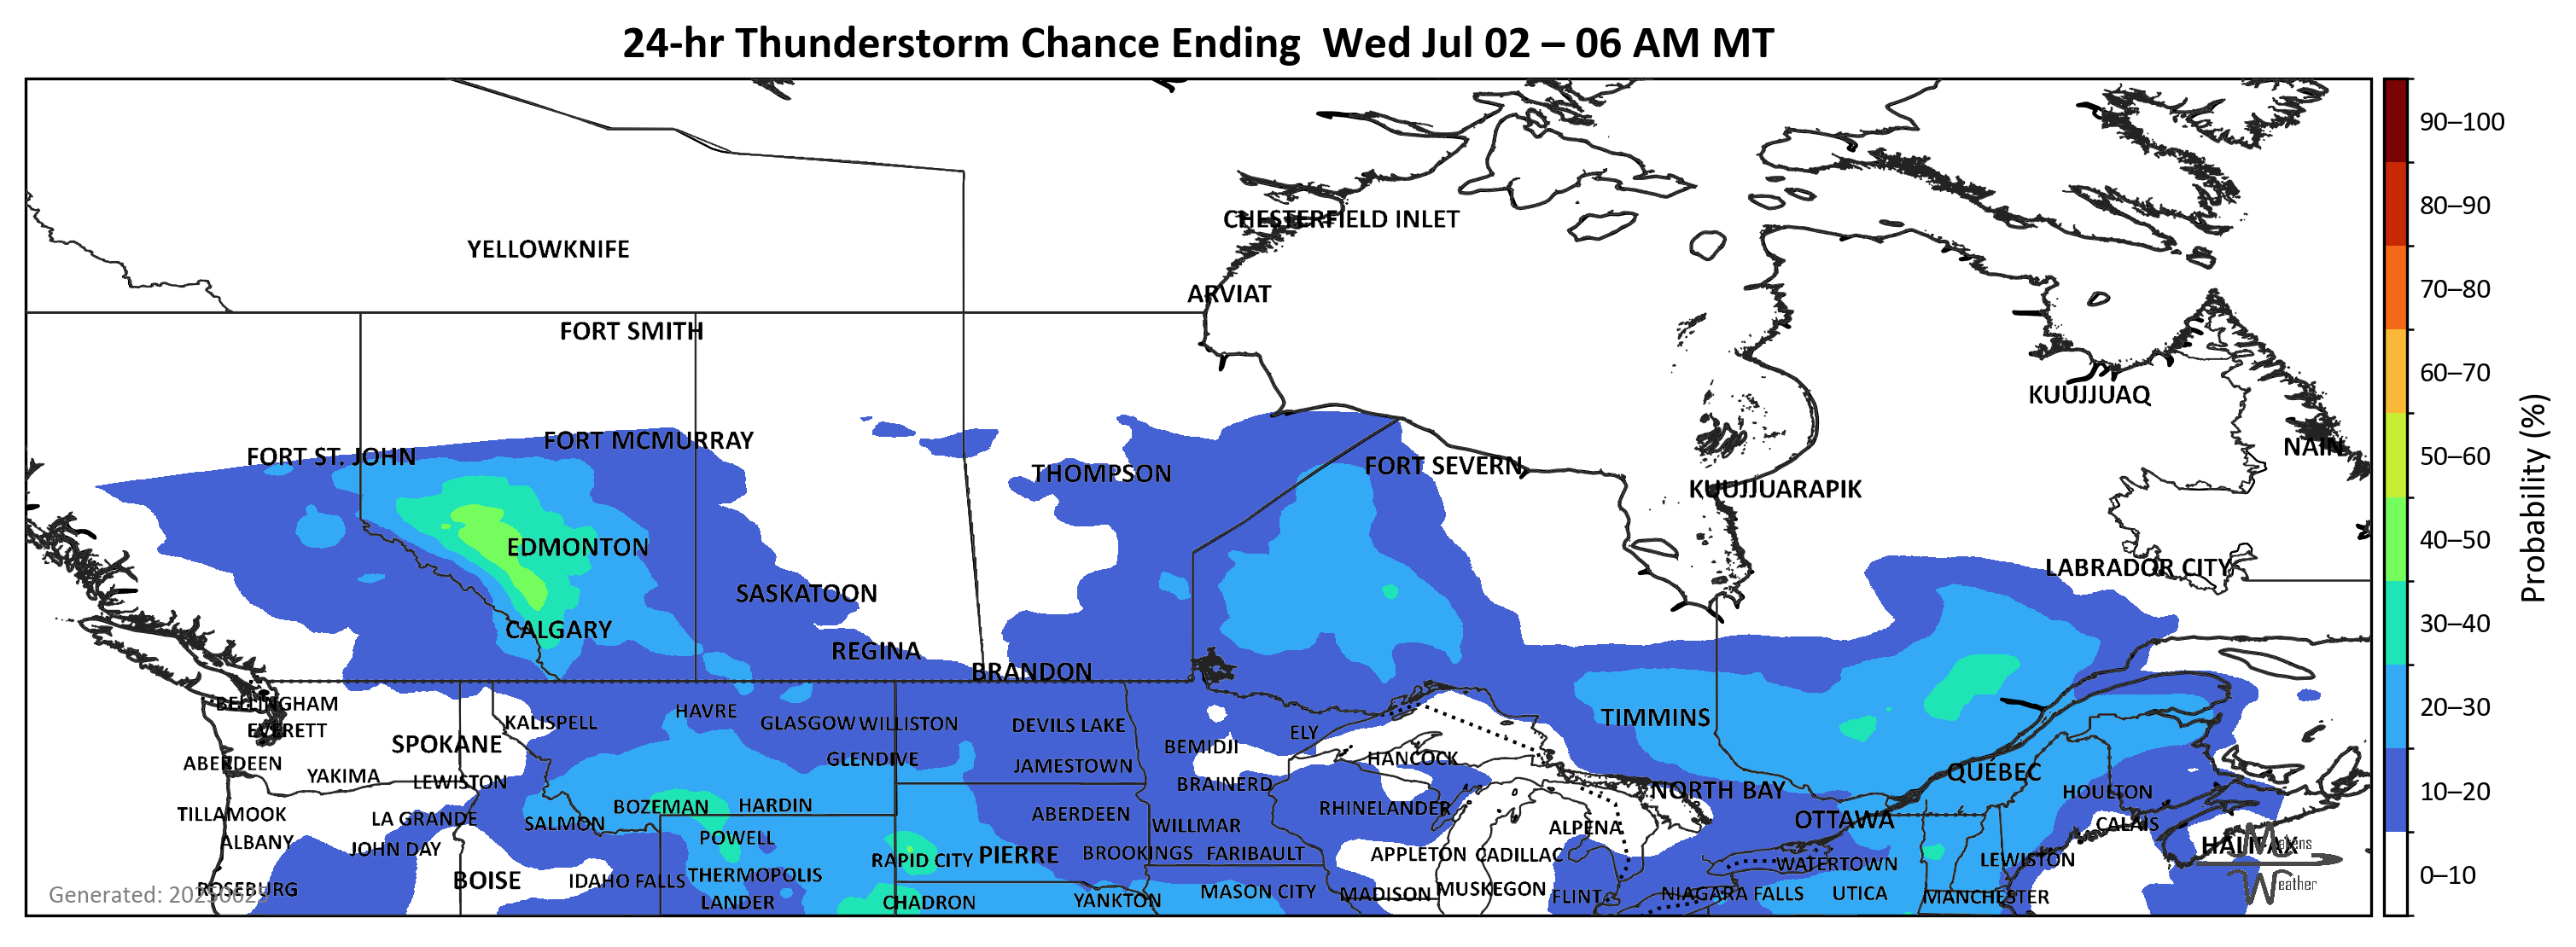 24-hr Thunderstorm Chance Ending  Wed Jul 02 – 06 AM MT
90–100
80–90
70–80
60–70
50–60
40–50
30–40
20–30
10–20
0–10
Probability (%)
CHESTERFIELD INLET
YELLOWKNIFE
ARVIAT
FORT SMITH
KUUJJUAQ
FORT MCMURRAY
NAIN
FORT ST. JOHN
FORT SEVERN
THOMPSON
KUUJJUARAPIK
EDMONTON
LABRADOR CITY
SASKATOON
CALGARY
REGINA
BRANDON
BELLINGHAM
HAVRE
TIMMINS
KALISPELL
GLASGOW
WILLISTON
DEVILS LAKE
EVERETT
ELY
SPOKANE
BEMIDJI
GLENDIVE
HANCOCK
ABERDEEN
JAMESTOWN
QUÉBEC
YAKIMA
LEWISTON
BRAINERD
NORTH BAY
HOULTON
BOZEMAN
HARDIN
RHINELANDER
TILLAMOOK
LA GRANDE
ABERDEEN
OTTAWA
SALMON
WILLMAR
ALPENA
CALAIS
POWELL
ALBANY
HALIFAX
JOHN DAY
BROOKINGS
FARIBAULT
APPLETON
CADILLAC
PIERRE
RAPID CITY
WATERTOWN
LEWISTON
THERMOPOLIS
BOISE
IDAHO FALLS
ROSEBURG
MASON CITY
MADISON
MUSKEGON
FLINT
NIAGARA FALLS
UTICA
MANCHESTER
LANDER
CHADRON
YANKTON
Matens
Weather